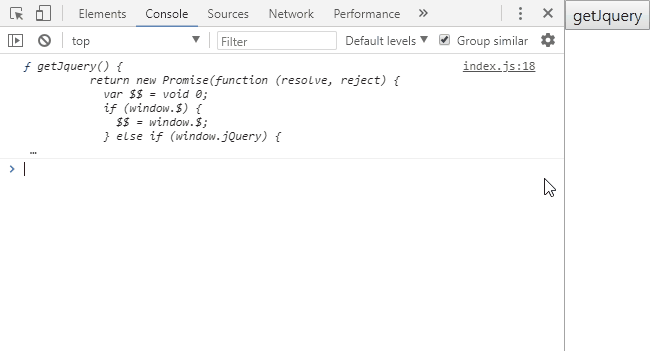 Elements Console Sources Network Performance »
getJquery
top ▼ Filter Default levels ▼ Group similar
ƒ getJquery() { index.js:18
return new Promise(function (resolve, reject) {
var $$ = void 0;
if (window.$) {
$$ = window.$;
} else if (window.jQuery) {
…
>